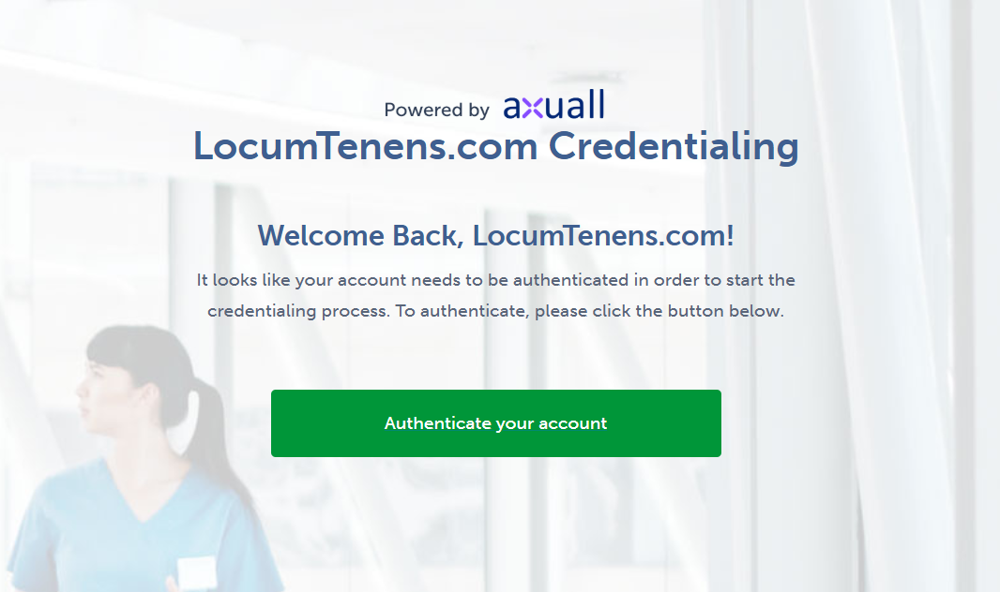 Powered by axuall
LocumTenens.com Credentialing
Welcome Back, LocumTenens.com!
It looks like your account needs to be authenticated in order to start the
credentialing process. To authenticate, please click the button below.
Authenticate your account